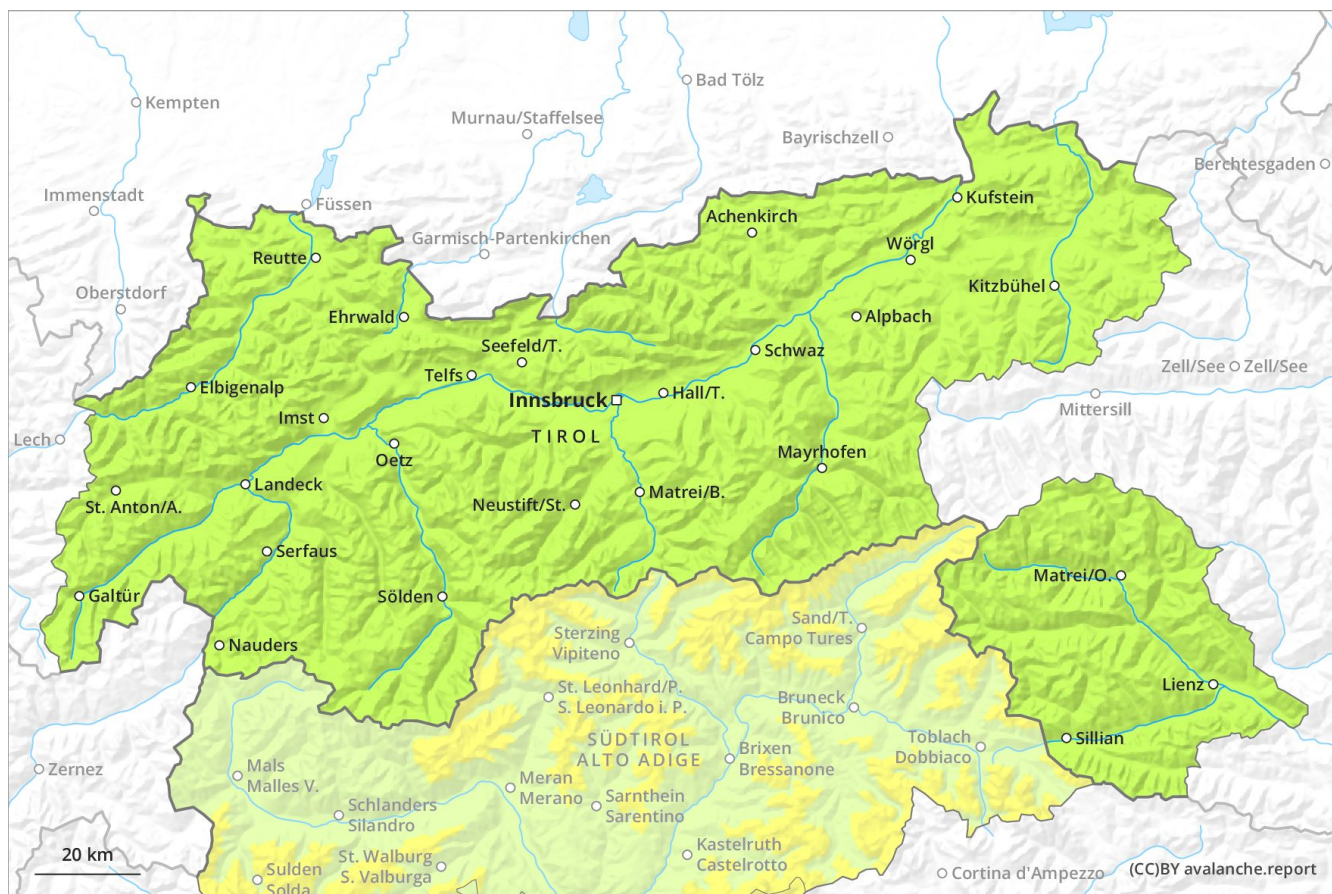 Kempten
Bad Tölz
Murnau/Staffelsee
Bayrischzell
Berchtesgaden
Immenstadt
Füssen
Kufstein
Achenkirch
Garmisch-Partenkirchen
Wörgl
Reutte
Kitzbühel
Oberstdorf
Ehrwald
Alpbach
Seefeld/T.
Schwaz
Zell/See
Zell/See
Telfs
Elbigenalp
Hall/T.
Innsbruck
Mittersill
Imst
TIROL
Lech
Oetz
Mayrhofen
Landeck
Matrei/B.
St. Anton/A.
Neustift/St.
Serfaus
Matrei/O.
Galtür
Sölden
Sand/T.
Campo Tures
Sterzing
Vipiteno
Nauders
Lienz
St. Leonhard/P.
S. Leonardo i. P.
Bruneck
Brunico
Sillian
SÜDTIROL
ALTO ADIGE
Toblach
Dobbiaco
Brixen
Bressanone
Zernez
Mals
Malles V.
Meran
Merano
Sarnthein
Sarentino
Schlanders
Silandro
Kastelruth
Castelrotto
20 km
St. Walburg
S. Valburga
Sulden
Solda
Cortina d'Ampezzo
(CC)BY avalanche.report